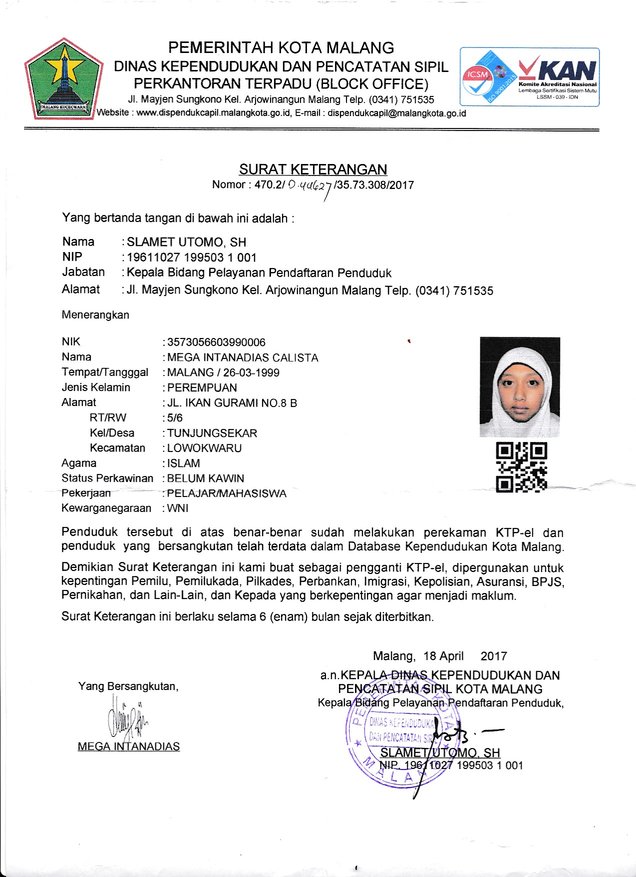 PEMERINTAH KOTA MALANG
DINAS KEPENDUDUKAN DAN PENCATATAN SIPIL
PERKANTORAN TERPADU (BLOCK OFFICE)
Jl. Mayjen Sungkono Kel. Arjowinangun Malang Telp. (0341) 751535
Website : www.dispendukcapil.malangkota.go.id, E-mail : dispendukcapil@malangkota.go.id
MALANG KUCECWARA
ICSM
KAN
Komite Akreditasi Nasional
Lembaga Sertifikasi Sistem Mutu
LSSM - 039 - IDN
SURAT KETERANGAN
Nomor : 470.2/0.44627/35.73.308/2017
Yang bertanda tangan di bawah ini adalah :
Nama : SLAMET UTOMO, SH
NIP : 19611027 199503 1 001
Jabatan : Kepala Bidang Pelayanan Pendaftaran Penduduk
Alamat : Jl. Mayjen Sungkono Kel. Arjowinangun Malang Telp. (0341) 751535
Menerangkan
NIK : 3573056603990006
Nama : MEGA INTANADIAS CALISTA
Tempat/Tangggal : MALANG / 26-03-1999
Jenis Kelamin : PEREMPUAN
Alamat : JL. IKAN GURAMI NO.8 B
RT/RW : 5/6
Kel/Desa : TUNJUNGSEKAR
Kecamatan : LOWOKWARU
Agama : ISLAM
Status Perkawinan : BELUM KAWIN
Pekerjaan : PELAJAR/MAHASISWA
Kewarganegaraan : WNI
Penduduk tersebut di atas benar-benar sudah melakukan perekaman KTP-el dan
penduduk yang bersangkutan telah terdata dalam Database Kependudukan Kota Malang.
Demikian Surat Keterangan ini kami buat sebagai pengganti KTP-el, dipergunakan untuk
kepentingan Pemilu, Pemilukada, Pilkades, Perbankan, Imigrasi, Kepolisian, Asuransi, BPJS,
Pernikahan, dan Lain-Lain, dan Kepada yang berkepentingan agar menjadi maklum.
Surat Keterangan ini berlaku selama 6 (enam) bulan sejak diterbitkan.
Malang, 18 April 2017
a.n.KEPALA DINAS KEPENDUDUKAN DAN
PENCATATAN SIPIL KOTA MALANG
Kepala Bidang Pelayanan Pendaftaran Penduduk,
Yang Bersangkutan,
MEGA INTANADIAS
PEMERINTAH KOTA
DINAS KEPENDUDUKAN
DAN PENCATATAN SIPIL
MALANG
SLAMET UTOMO, SH
NIP. 19611027 199503 1 001